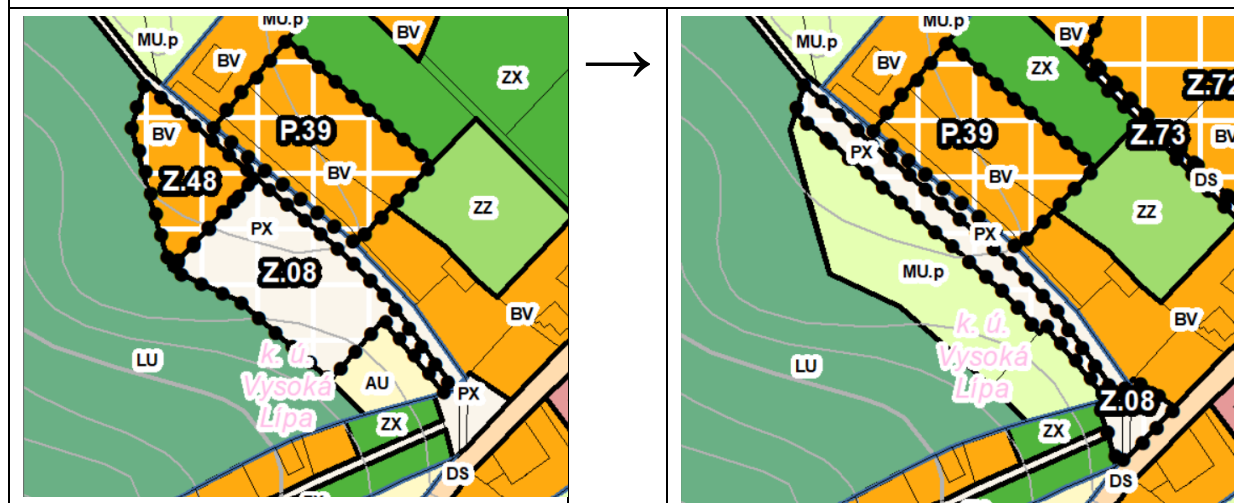 MU.p
MU.p
BV
BV
ZX
P.39
BV
BV
Z.48
ZZ
PX
Z.08
BV
LU
k. ú.
Vysoká
Lípa
AU
PX
ZX
DS
→
MU.p
MU.p
BV
BV
ZX
Z.72
P.39
Z.73
BV
PX
BV
DS
ZZ
PX
MU.p
BV
k. ú.
Vysoká
Lípa
LU
Z.08
ZX
DS